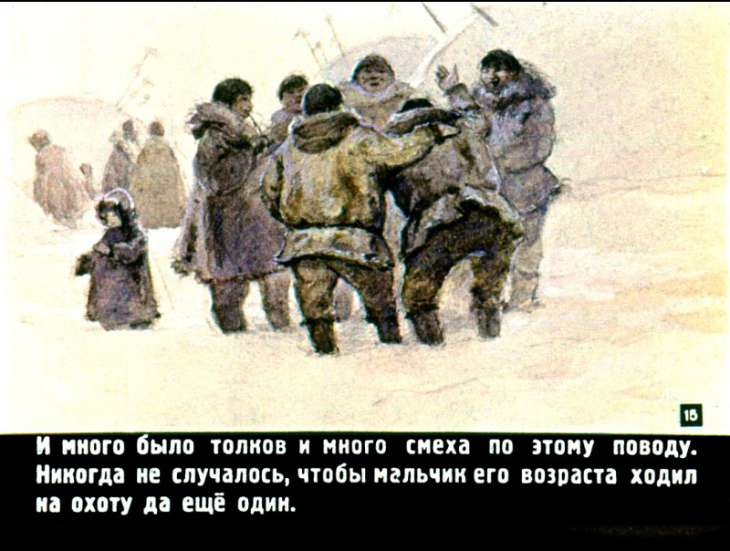 15
И много было толков и много смеха по этому поводу.
Никогда не случалось, чтобы мальчик его возраста ходил
на охоту да ещё один.